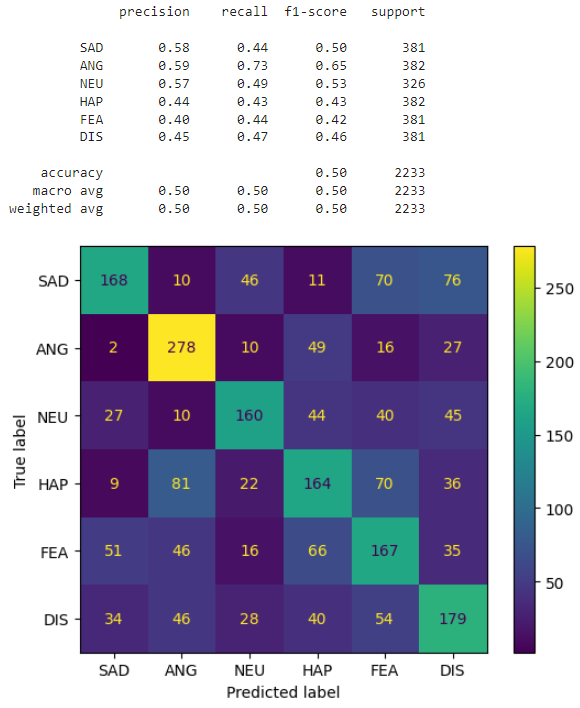 precision recall f1-score support
SAD 0.58 0.44 0.50 381
ANG 0.59 0.73 0.65 382
NEU 0.57 0.49 0.53 326
HAP 0.44 0.43 0.43 382
FEA 0.40 0.44 0.42 381
DIS 0.45 0.47 0.46 381
accuracy 0.50 2233
macro avg 0.50 0.50 0.50 2233
weighted avg 0.50 0.50 0.50 2233
SAD 168 10 46 11 70 76
ANG 2 278 10 49 16 27
NEU 27 10 160 44 40 45
HAP 9 81 22 164 70 36
FEA 51 46 16 66 167 35
DIS 34 46 28 40 54 179
SAD ANG NEU HAP FEA DIS
Predicted label
True label
250
200
150
100
50